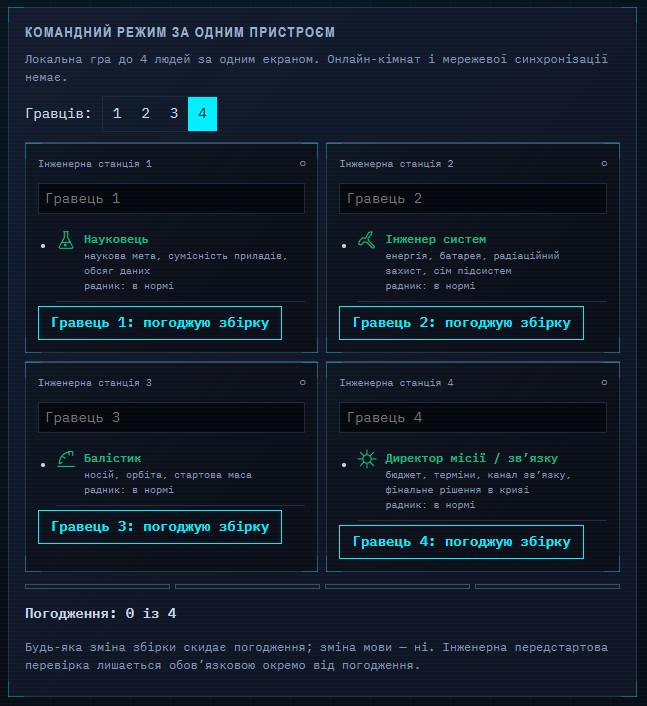 КОМАНДНИЙ РЕЖИМ ЗА ОДНИМ ПРИСТРОЄМ
Локальна гра до 4 людей за одним екраном. Онлайн-кімнат і мережевої синхронізації
немає.
Гравців: 1 2 3 4
Інженерна станція 1
Гравець 1
Науковець
наукова мета, сумісність приладів,
обсяг даних
радник: в нормі
Гравець 1: погоджую збірку
Інженерна станція 2
Гравець 2
Інженер систем
енергія, батарея, радіаційний
захист, сім підсистем
радник: в нормі
Гравець 2: погоджую збірку
Інженерна станція 3
Гравець 3
Балістик
носій, орбіта, стартова маса
радник: в нормі
Гравець 3: погоджую збірку
Інженерна станція 4
Гравець 4
Директор місії / зв’язку
бюджет, терміни, канал зв’язку,
фінальне рішення в кризі
радник: в нормі
Гравець 4: погоджую збірку
Погодження: 0 із 4
Будь-яка зміна збірки скидає погодження; зміна мови — ні. Інженерна передстартова
перевірка лишається обов’язковою окремо від погодження.